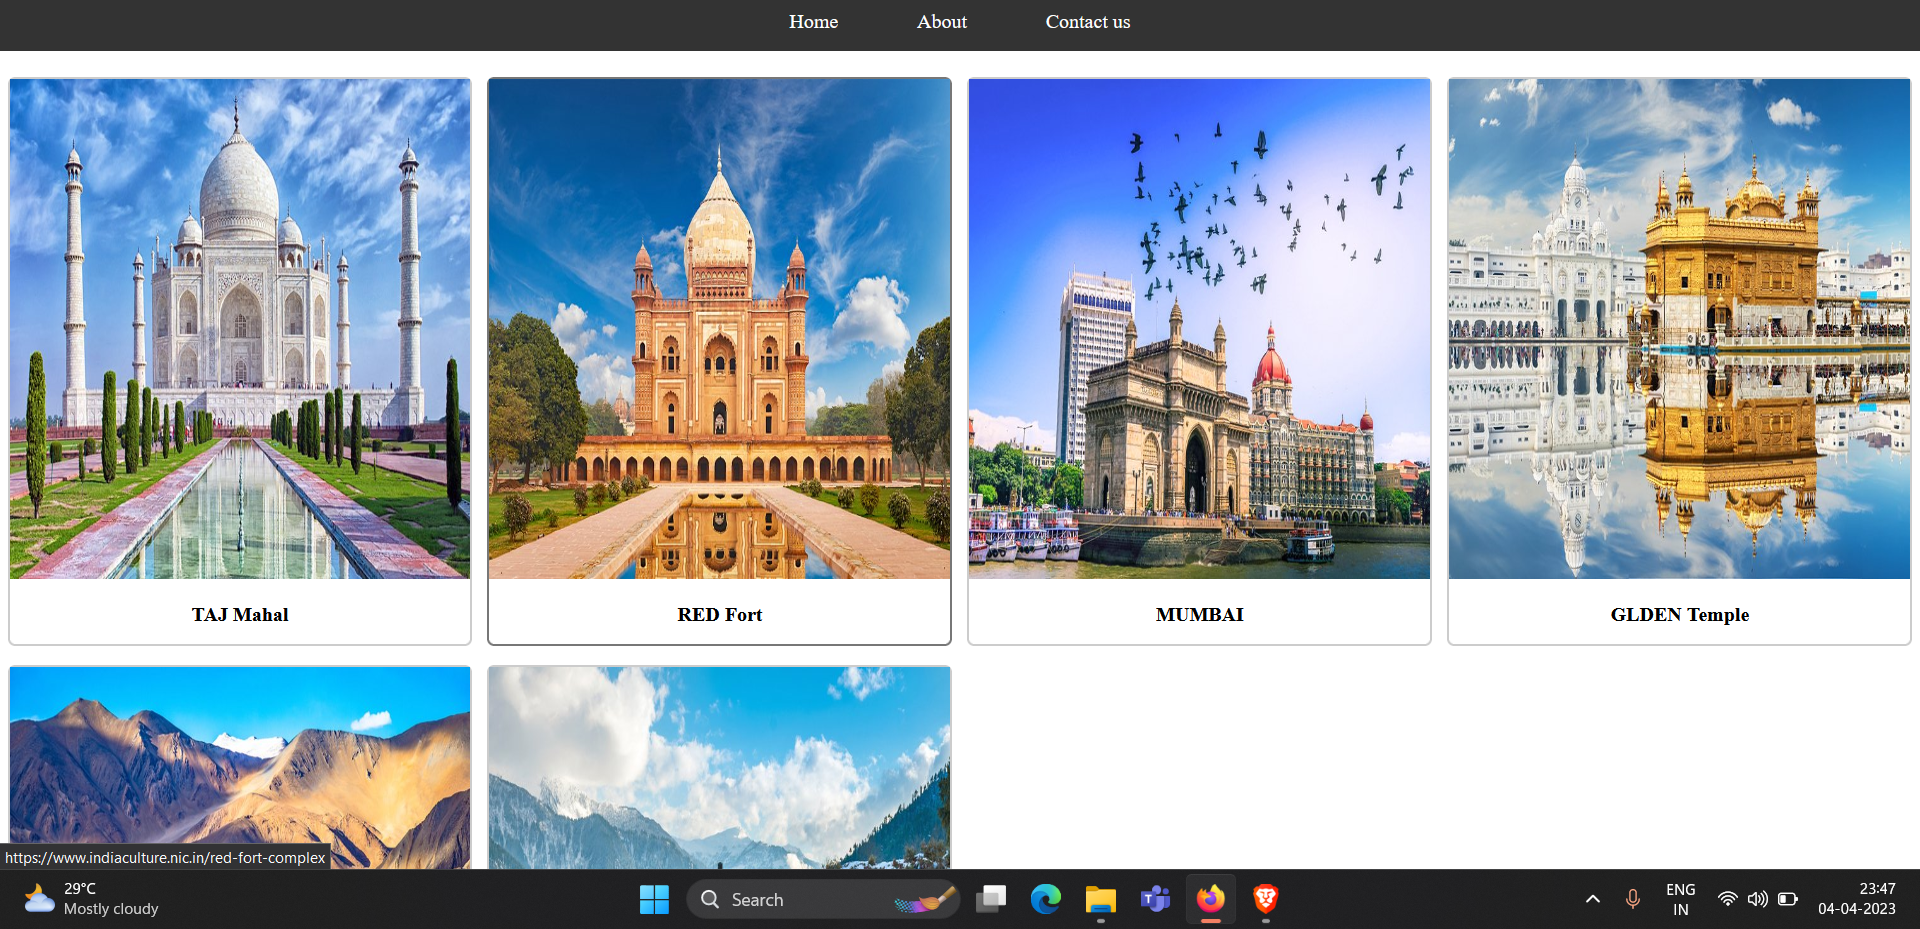 Home About Contact us
TAJ Mahal
RED Fort
MUMBAI
GLDEN Temple
https://www.indiaculture.nic.in/red-fort-complex
29°C
Mostly cloudy
Search
ENG
IN
23:47
04-04-2023